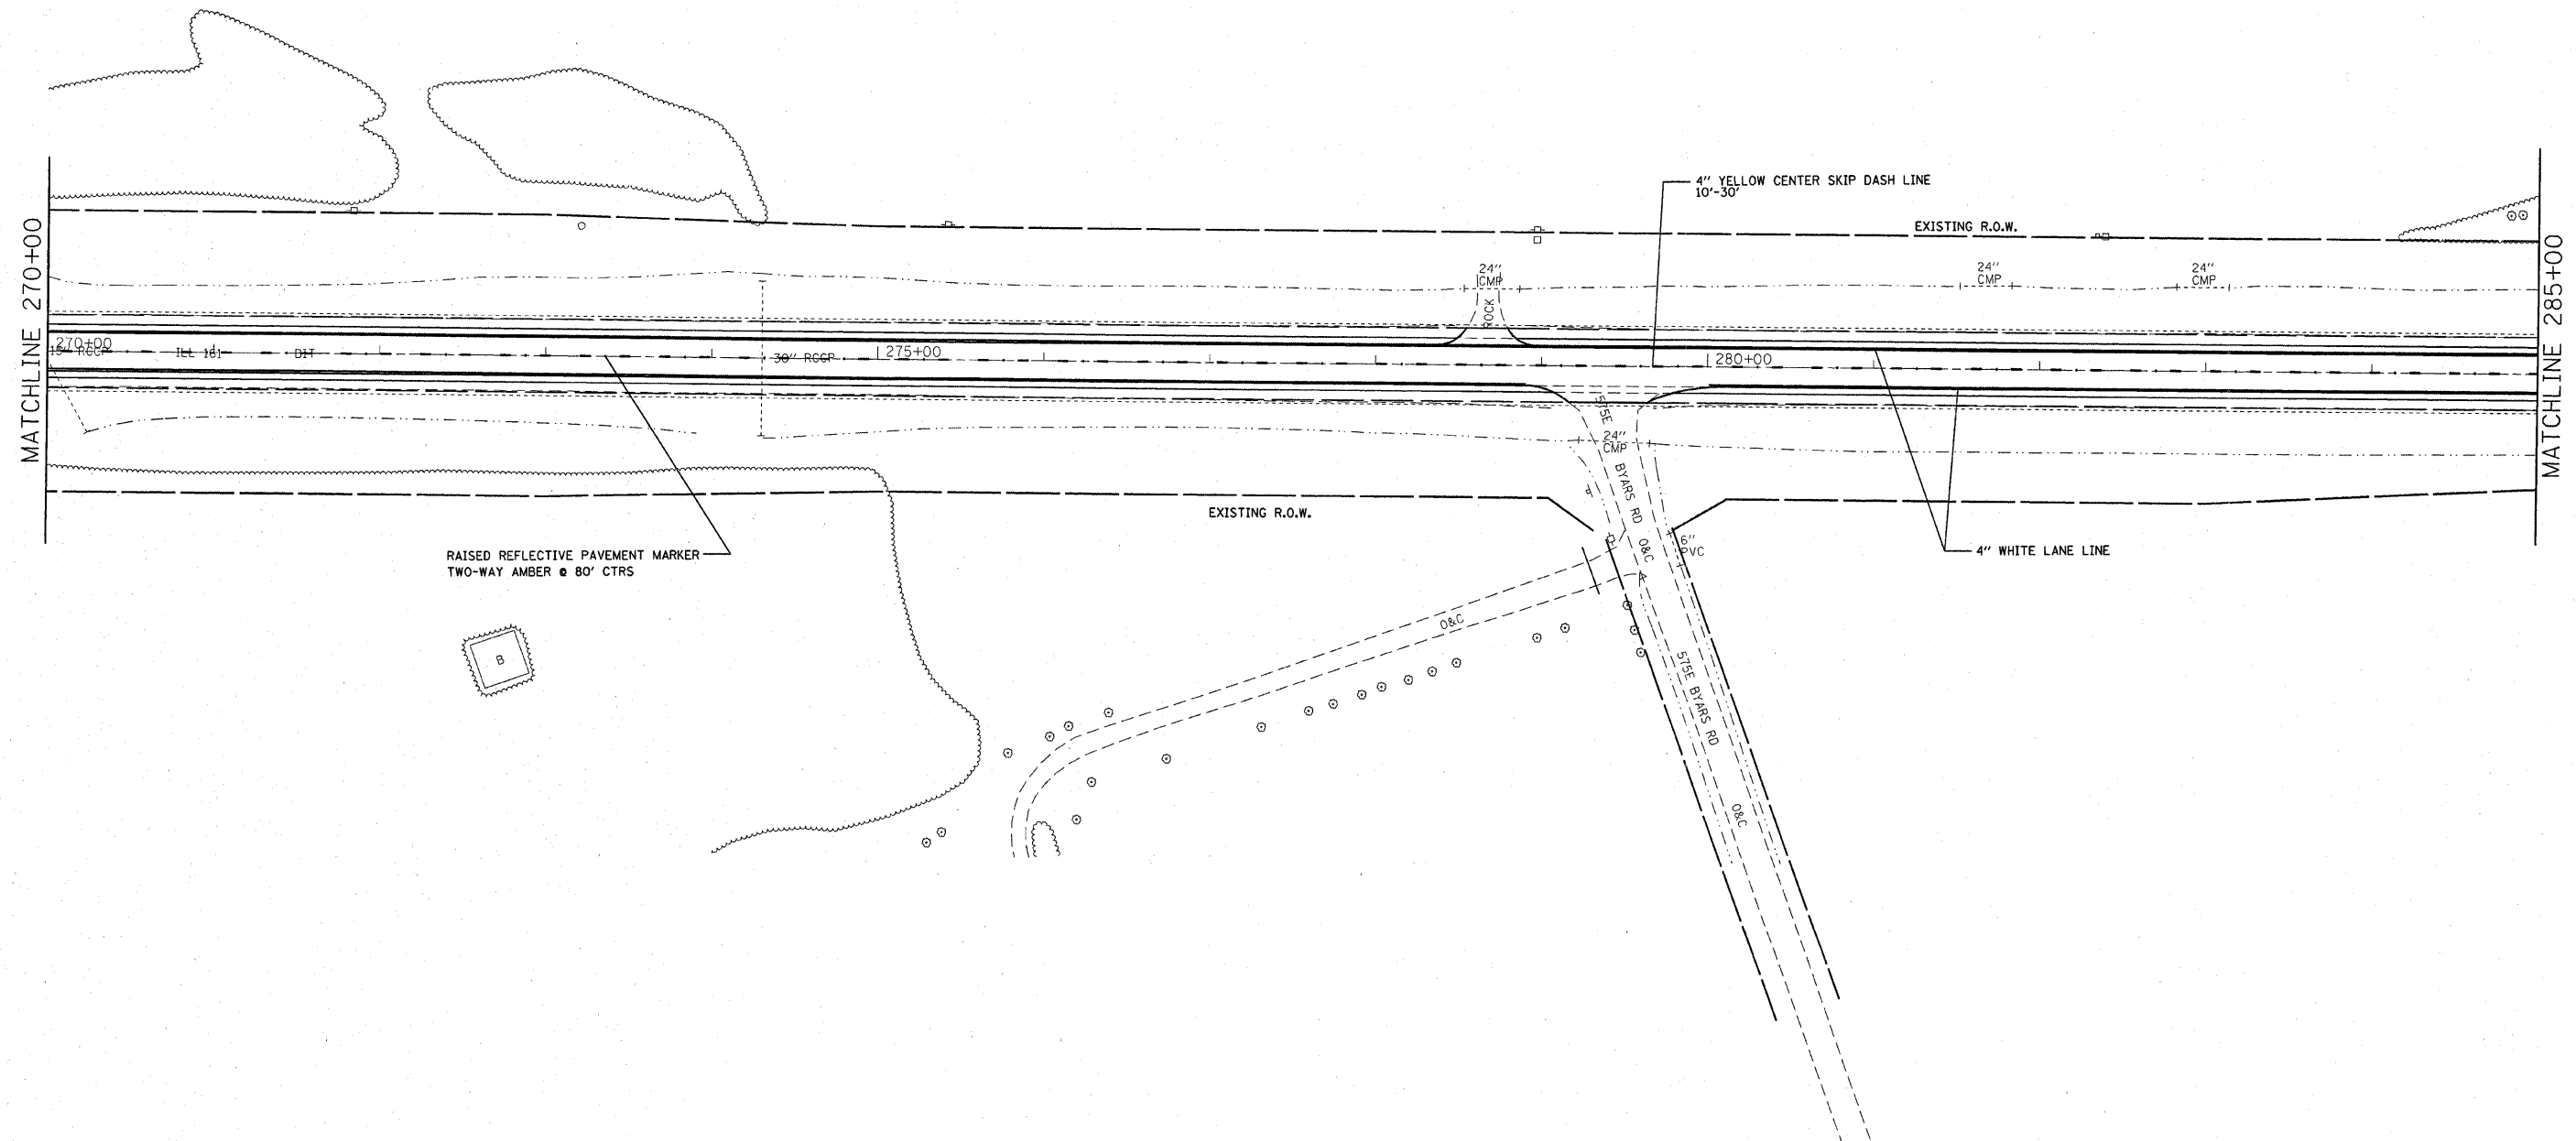 4" YELLOW CENTER SKIP DASH LINE
10'-30'
EXISTING R.O.W.
MATCHLINE 270+00
MATCHLINE 285+00
24"
CMP
24"
CMP
24"
CMP
ROCK
270+00
15" RCCP
ILL 161
DIT
30" RCCP
275+00
280+00
575E BYARS RD
24"
CMP
EXISTING R.O.W.
O&C
6"
PVC
4" WHITE LANE LINE
RAISED REFLECTIVE PAVEMENT MARKER
TWO-WAY AMBER @ 80' CTRS
O&C
B
575E BYARS RD
O&C